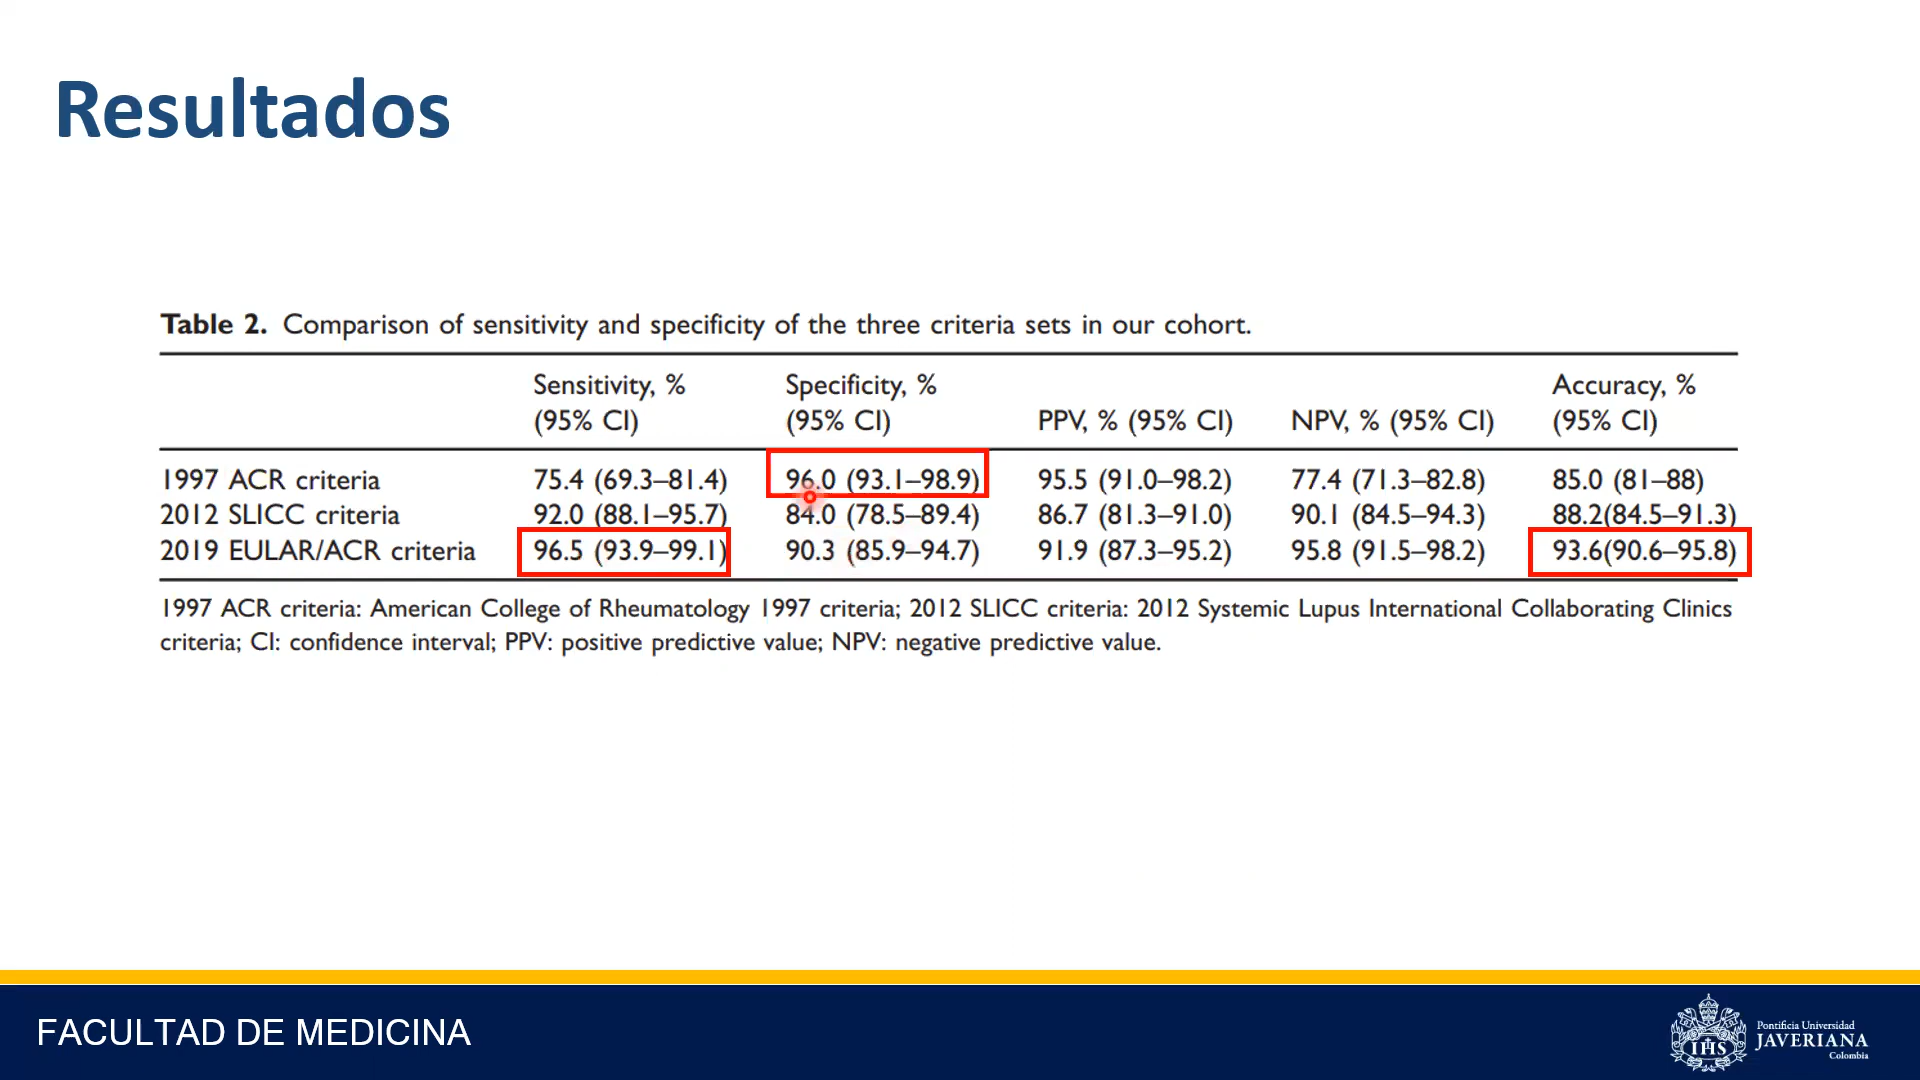 Resultados
Table 2. Comparison of sensitivity and specificity of the three criteria sets in our cohort.
Sensitivity, % (95% CI) Specificity, % (95% CI) PPV, % (95% CI) NPV, % (95% CI) Accuracy, % (95% CI)
1997 ACR criteria 75.4 (69.3–81.4) 96.0 (93.1–98.9) 95.5 (91.0–98.2) 77.4 (71.3–82.8) 85.0 (81–88)
2012 SLICC criteria 92.0 (88.1–95.7) 84.0 (78.5–89.4) 86.7 (81.3–91.0) 90.1 (84.5–94.3) 88.2(84.5–91.3)
2019 EULAR/ACR criteria 96.5 (93.9–99.1) 90.3 (85.9–94.7) 91.9 (87.3–95.2) 95.8 (91.5–98.2) 93.6(90.6–95.8)
1997 ACR criteria: American College of Rheumatology 1997 criteria; 2012 SLICC criteria: 2012 Systemic Lupus International Collaborating Clinics
criteria; CI: confidence interval; PPV: positive predictive value; NPV: negative predictive value.
FACULTAD DE MEDICINA
IHS
Pontificia Universidad
JAVERIANA
Colombia